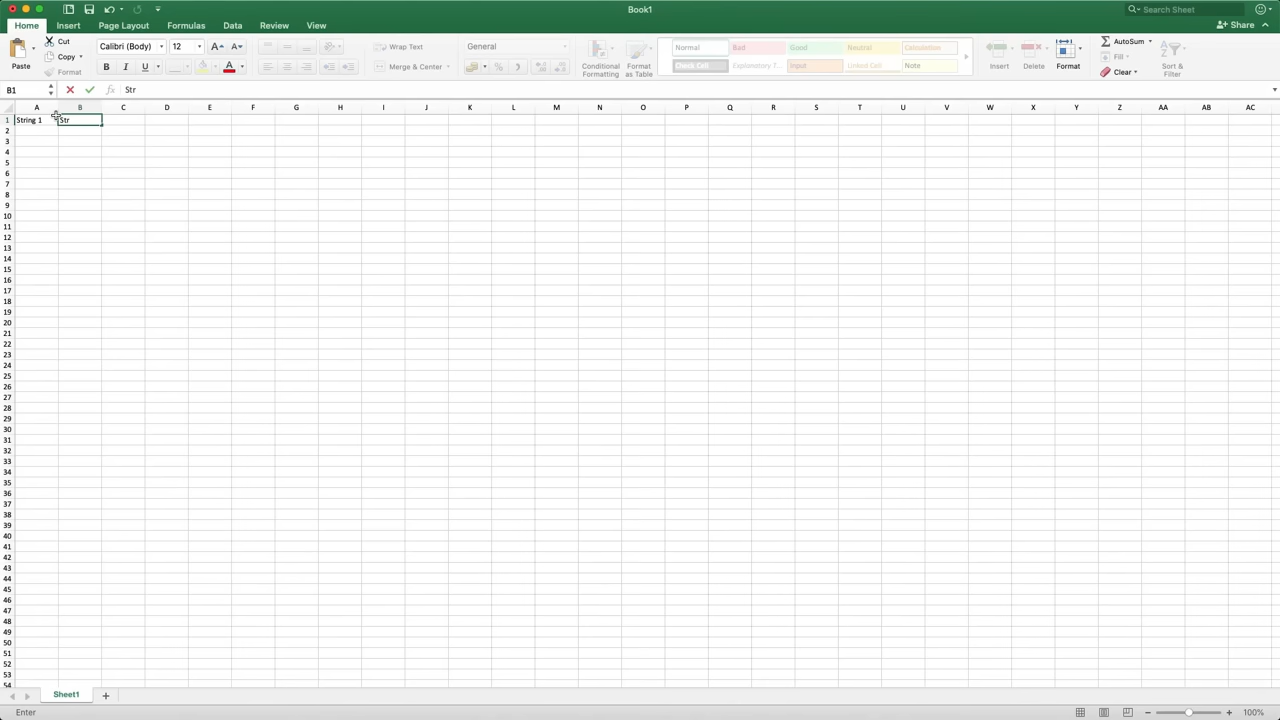 Book1
Search Sheet
Home Insert Page Layout Formulas Data Review View
Share
Paste
Cut
Copy
Format
Calibri (Body) 12
B I U A
Wrap Text
Merge & Center
General
%
Conditional Formatting
Format as Table
Normal Bad Good Neutral Calculation
Check Cell Explanatory T... Input Linked Cell Note
Insert
Delete
Format
AutoSum
Fill
Clear
Sort & Filter
B1 fx Str
A B C D E F G H I J K L M N O P Q R S T U V W X Y Z AA AB AC
1 String 1 Str
2
3
4
5
6
7
8
9
10
11
12
13
14
15
16
17
18
19
20
21
22
23
24
25
26
27
28
29
30
31
32
33
34
35
36
37
38
39
40
41
42
43
44
45
46
47
48
49
50
51
52
53
54
Sheet1
Enter
100%